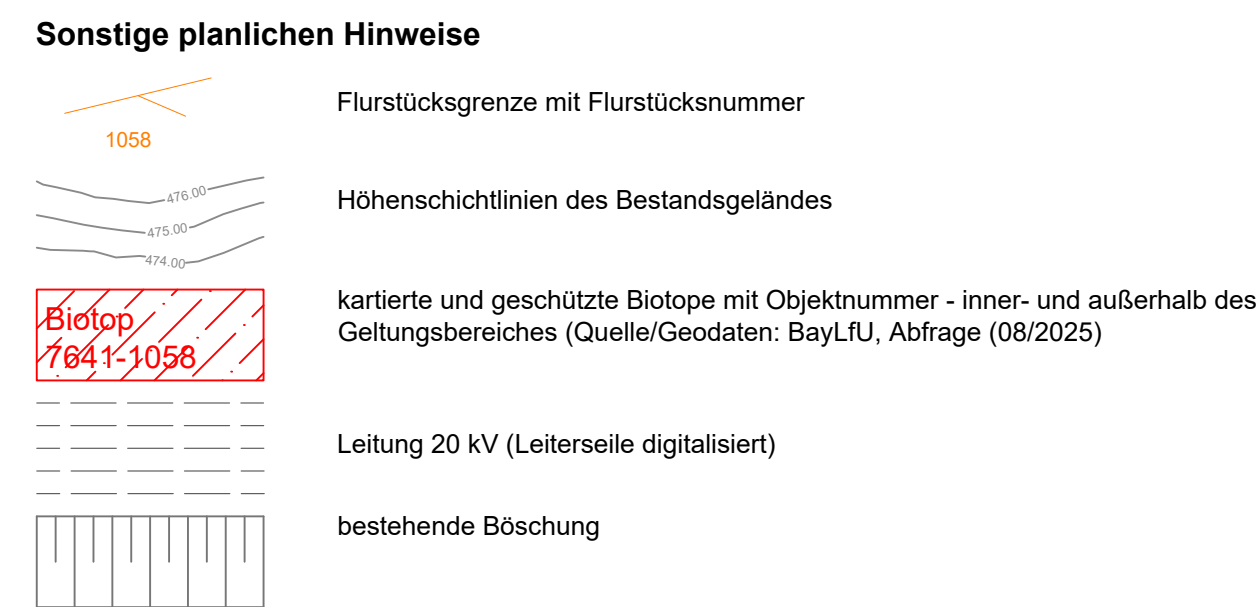 Sonstige planlichen Hinweise
Flurstücksgrenze mit Flurstücksnummer
1058
476.00
Höhenschichtlinien des Bestandsgeländes
475.00
474.00
kartierte und geschützte Biotope mit Objektnummer - inner- und außerhalb des
Geltungsbereiches (Quelle/Geodaten: BayLfU, Abfrage (08/2025)
Biotop
7641-1058
Leitung 20 kV (Leiterseile digitalisiert)
bestehende Böschung